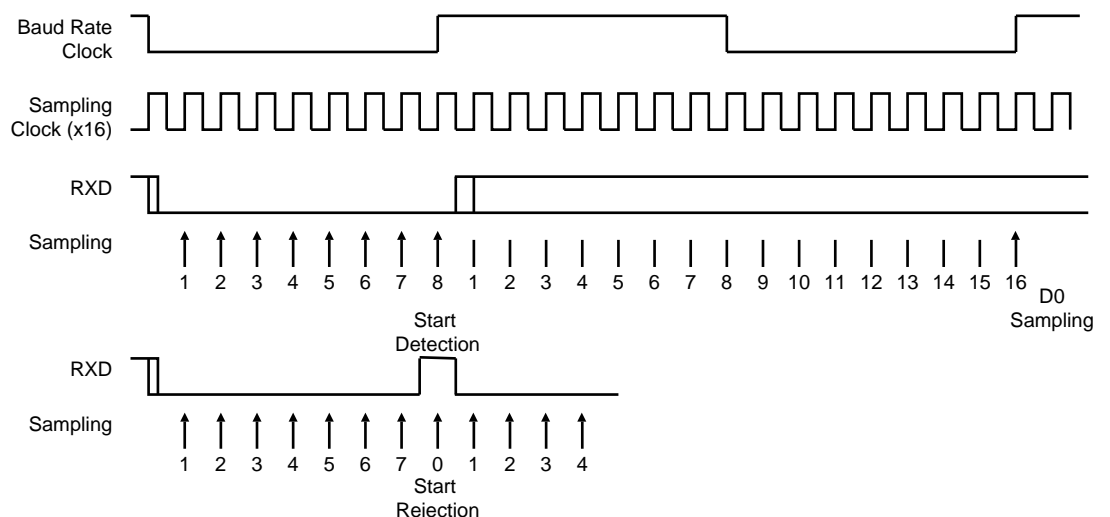 Baud Rate
Clock
Sampling
Clock (x16)
RXD
Sampling
1 2 3 4 5 6 7 8 1 2 3 4 5 6 7 8 9 10 11 12 13 14 15 16
D0
Sampling
Start
Detection
RXD
Sampling
1 2 3 4 5 6 7 0 1 2 3 4
Start
Rejection